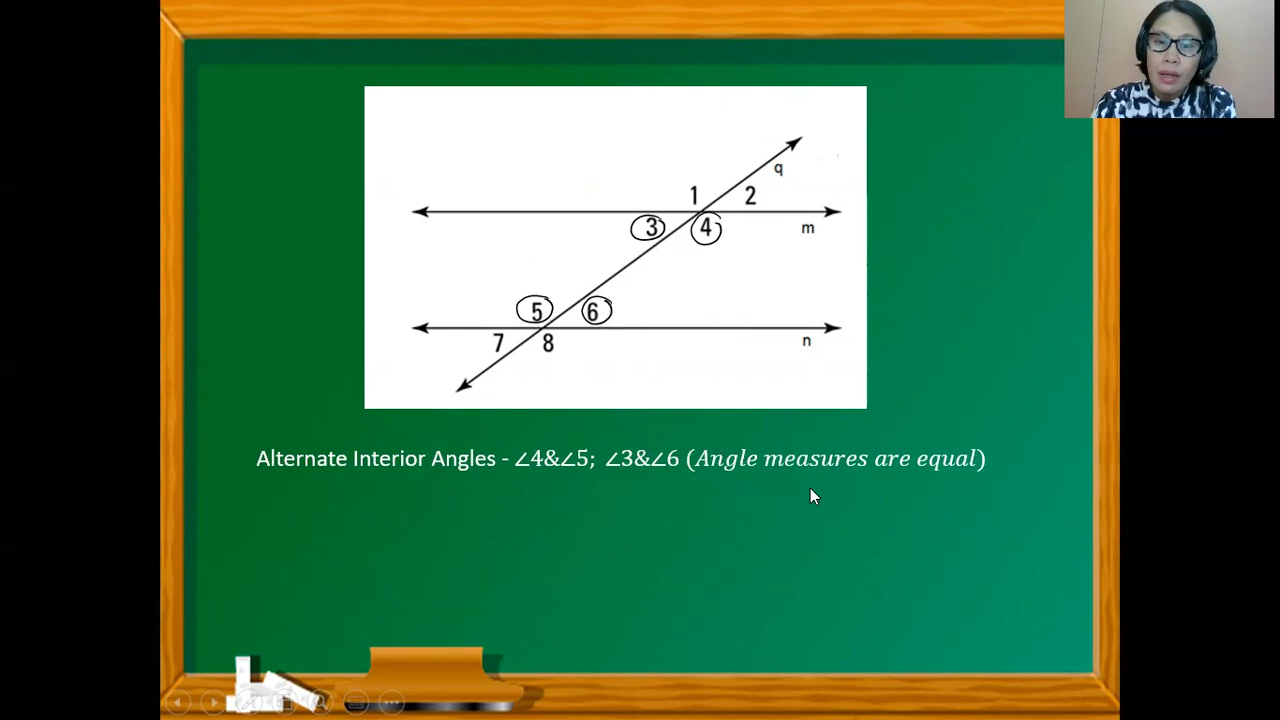 q
1 2
3 4
m
5 6
7 8
n
Alternate Interior Angles - ∠4&∠5; ∠3&∠6 (Angle measures are equal)